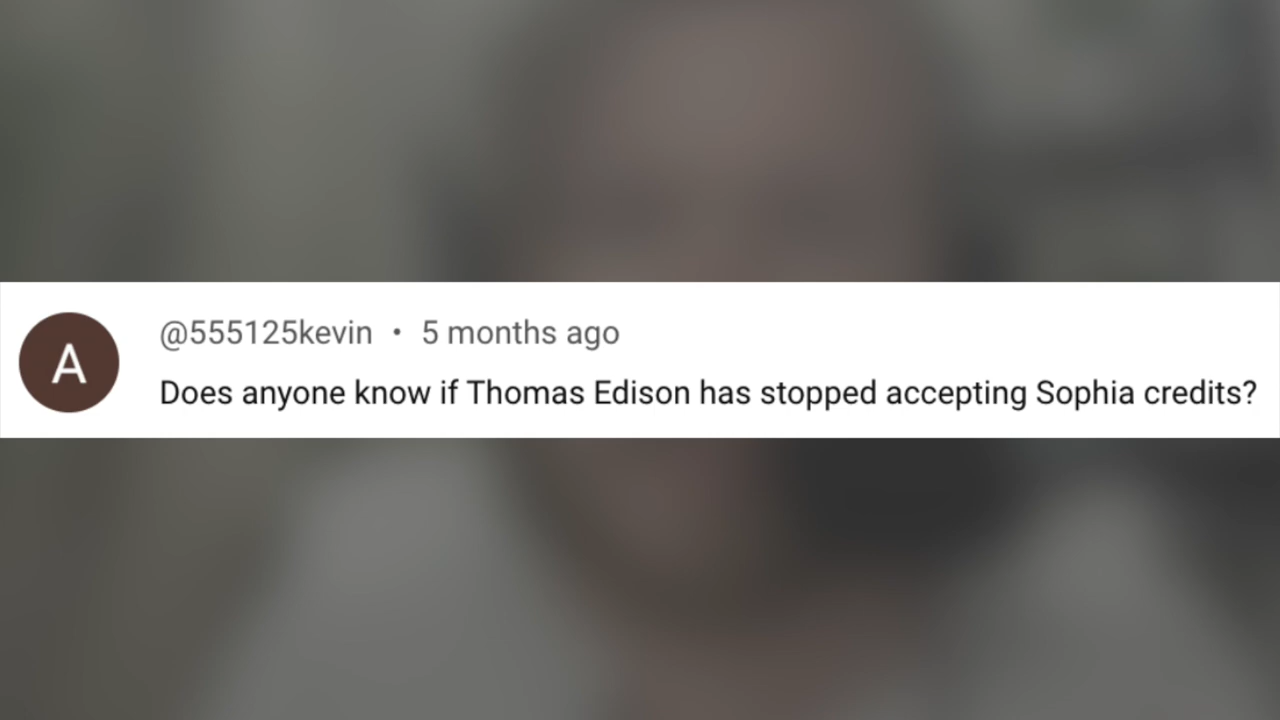 A
@555125kevin • 5 months ago
Does anyone know if Thomas Edison has stopped accepting Sophia credits?